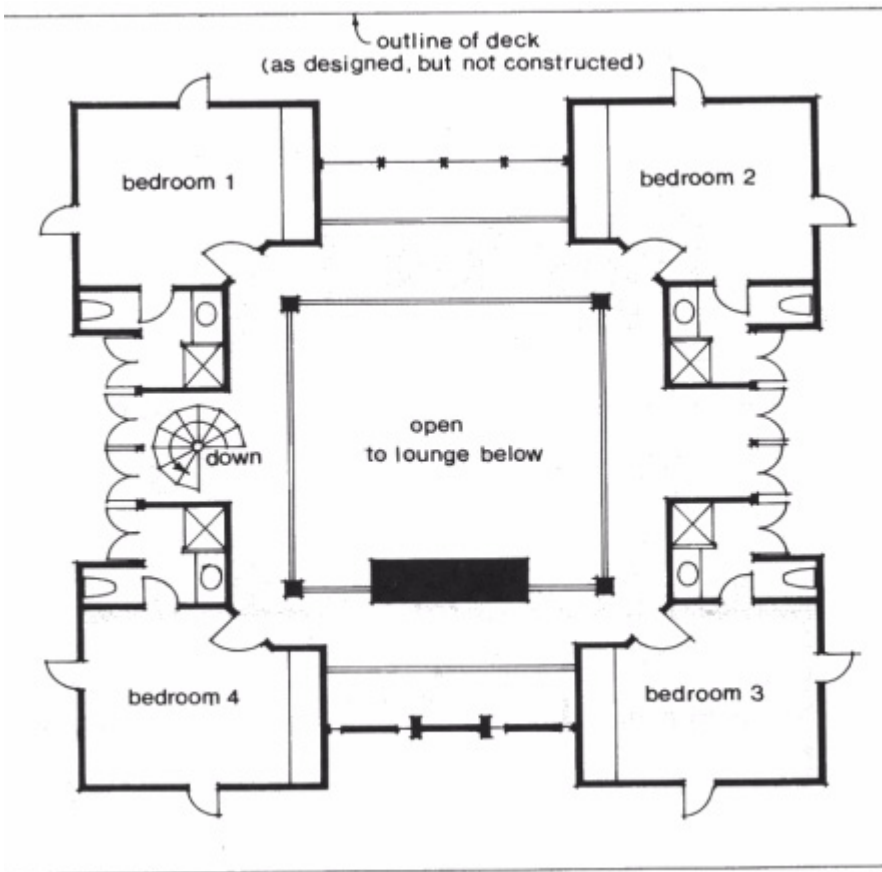 outline of deck
(as designed, but not constructed)
bedroom 1
bedroom 2
open
to lounge below
down
bedroom 4
bedroom 3